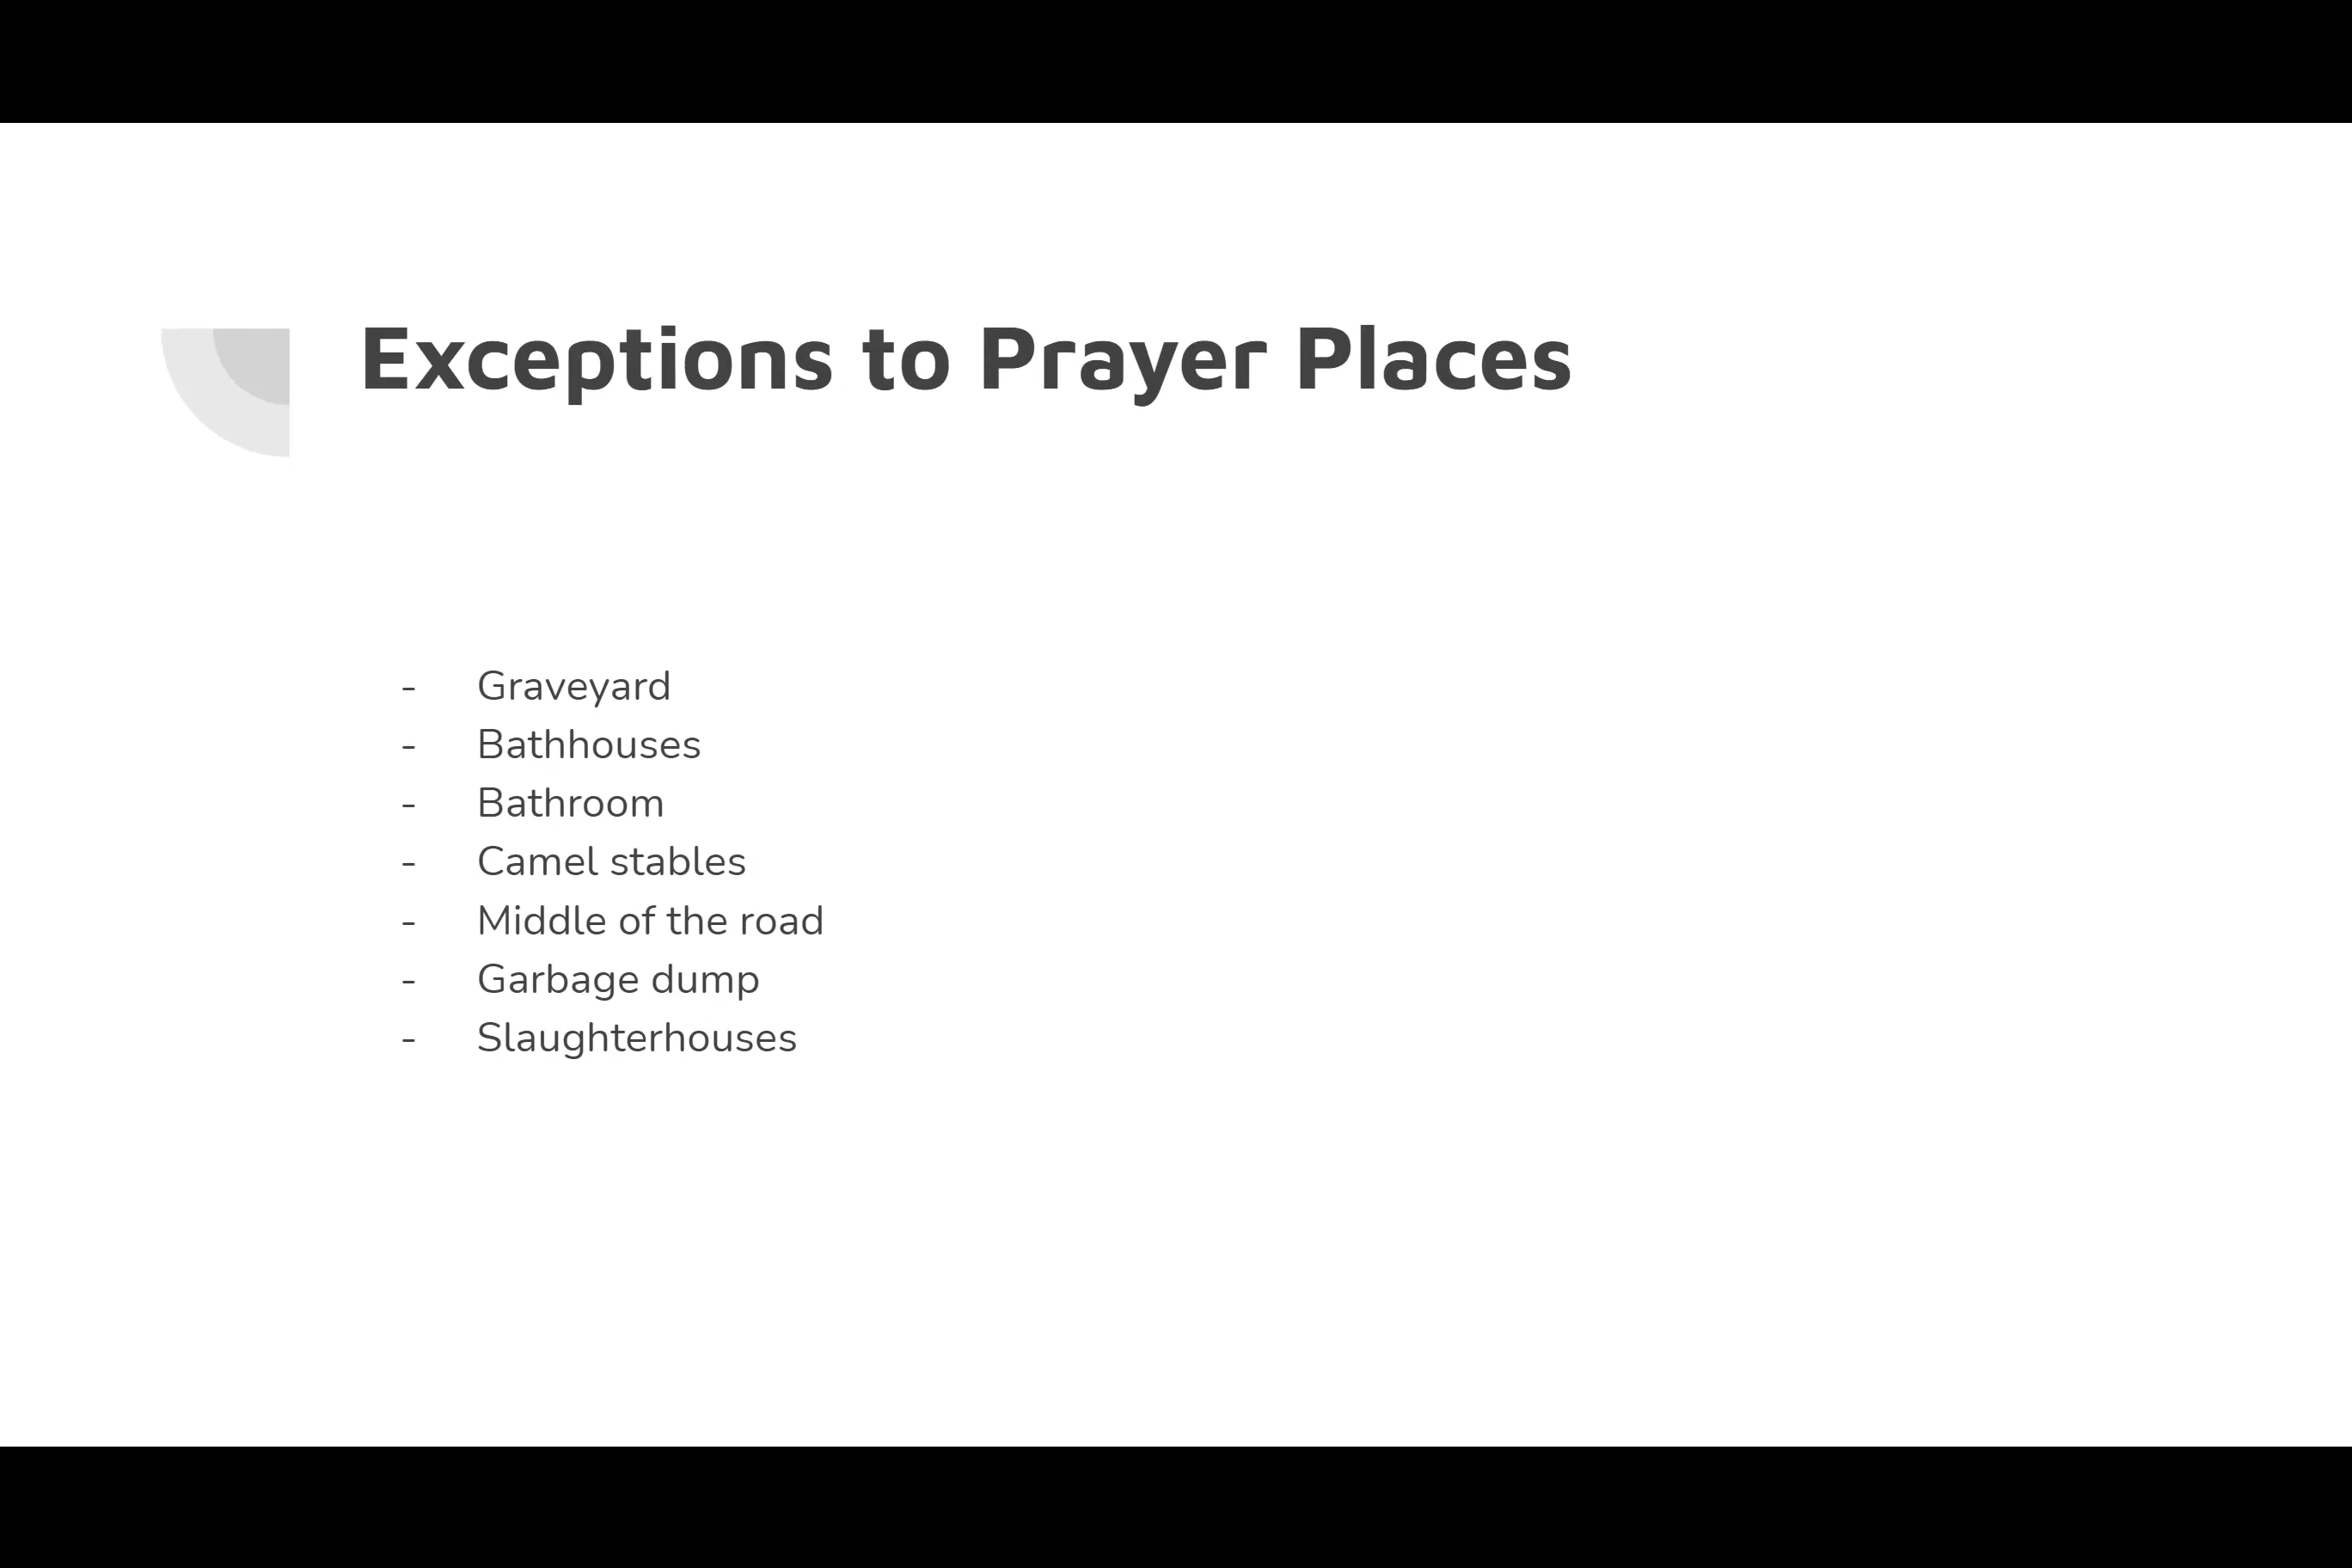 Exceptions to Prayer Places
- Graveyard
- Bathhouses
- Bathroom
- Camel stables
- Middle of the road
- Garbage dump
- Slaughterhouses